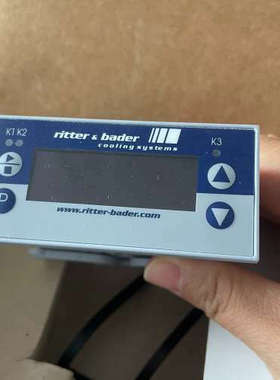 ritter & bader
cooling systems
K1 K2
K3
D
www.ritter-bader.com